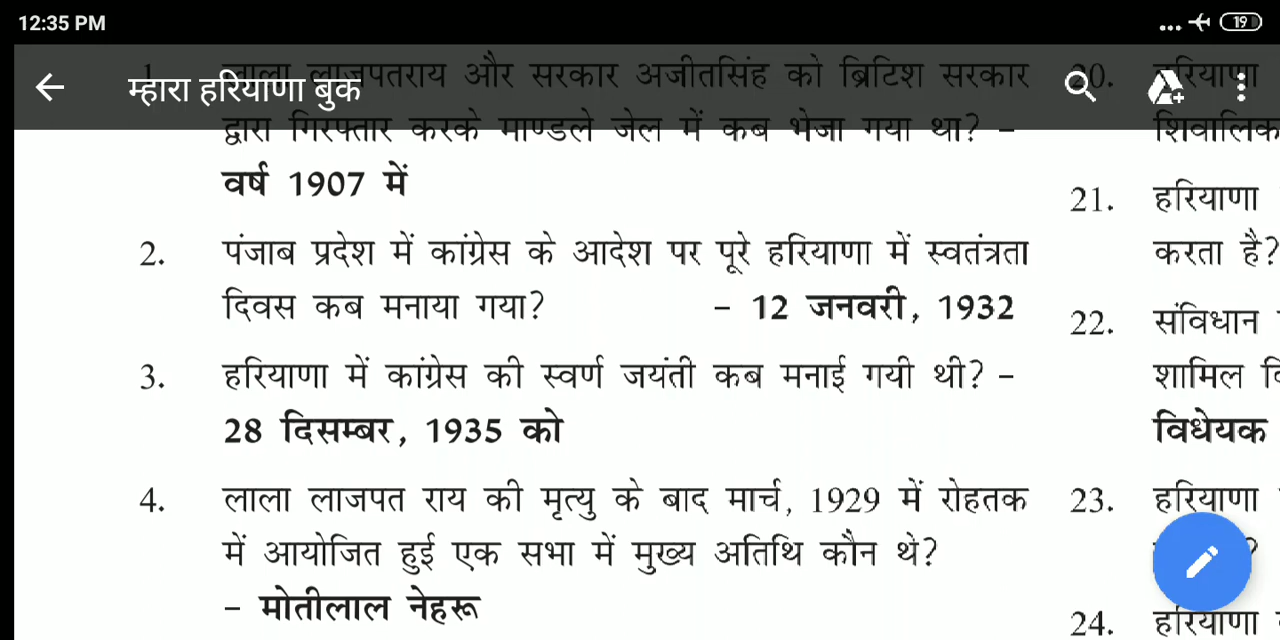 12:35 PM
19
म्हारा हरियाणा बुक
1. लाला लाजपतराय और सरकार अजीतसिंह को ब्रिटिश सरकार
द्वारा गिरफ्तार करके माण्डले जेल में कब भेजा गया था? –
वर्ष 1907 में
2. पंजाब प्रदेश में कांग्रेस के आदेश पर पूरे हरियाणा में स्वतंत्रता
दिवस कब मनाया गया? – 12 जनवरी, 1932
3. हरियाणा में कांग्रेस की स्वर्ण जयंती कब मनाई गयी थी? –
28 दिसम्बर, 1935 को
4. लाला लाजपत राय की मृत्यु के बाद मार्च, 1929 में रोहतक
में आयोजित हुई एक सभा में मुख्य अतिथि कौन थे?
– मोतीलाल नेहरू
20. हरियाणा
शिवालिक
21. हरियाणा
करता है?
22. संविधान
शामिल
विधेयक
23. हरियाणा
24. हरियाणा